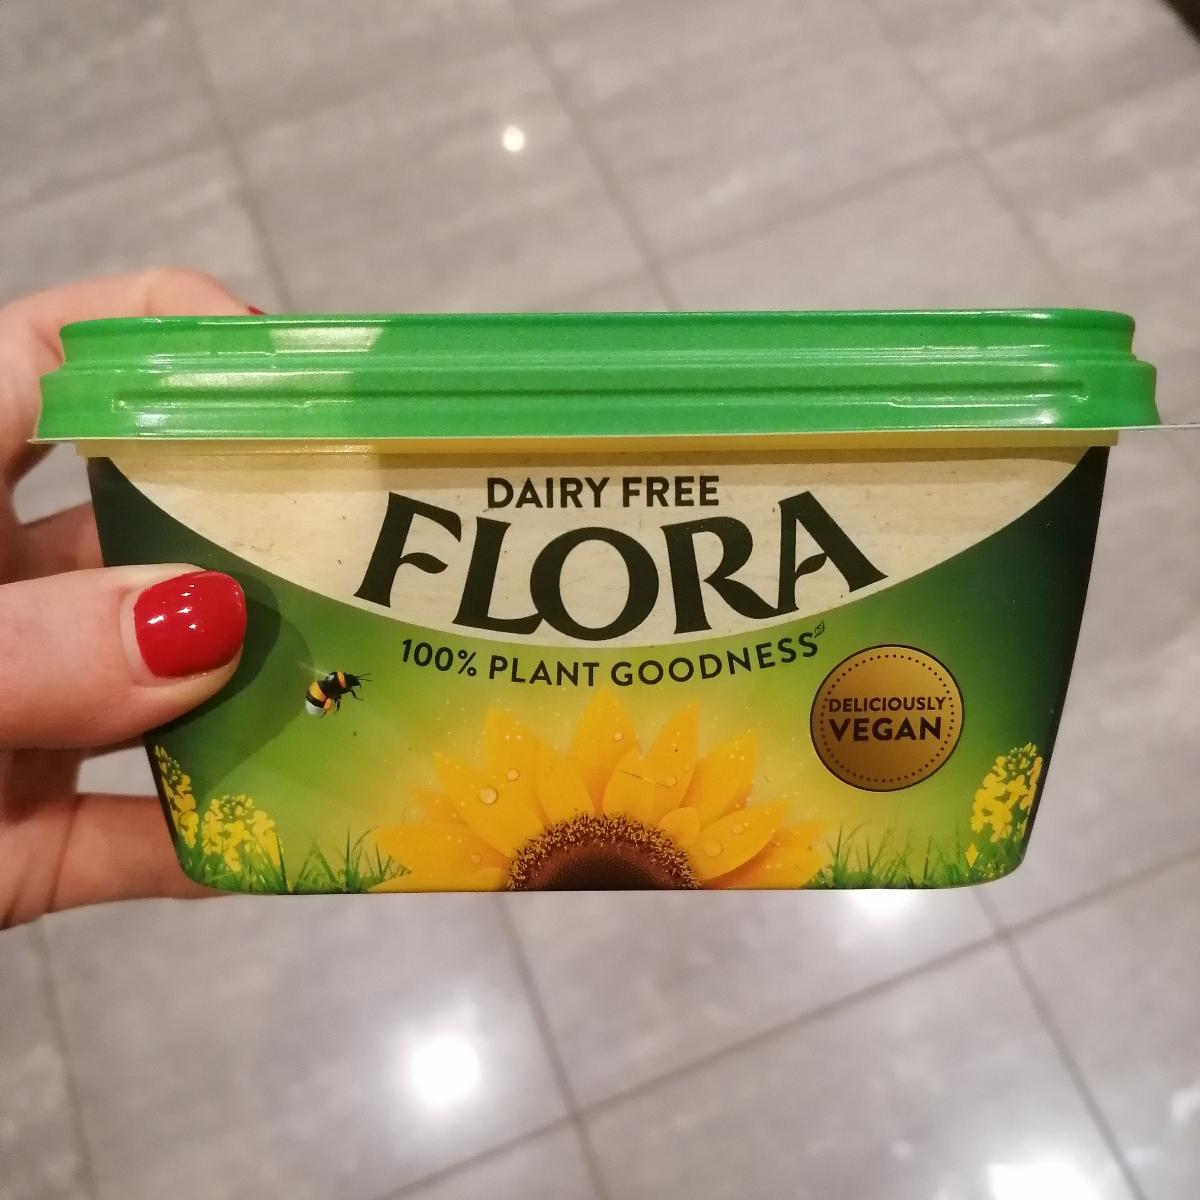 DAIRY FREE
FLORA
100% PLANT GOODNESS
DELICIOUSLY
VEGAN